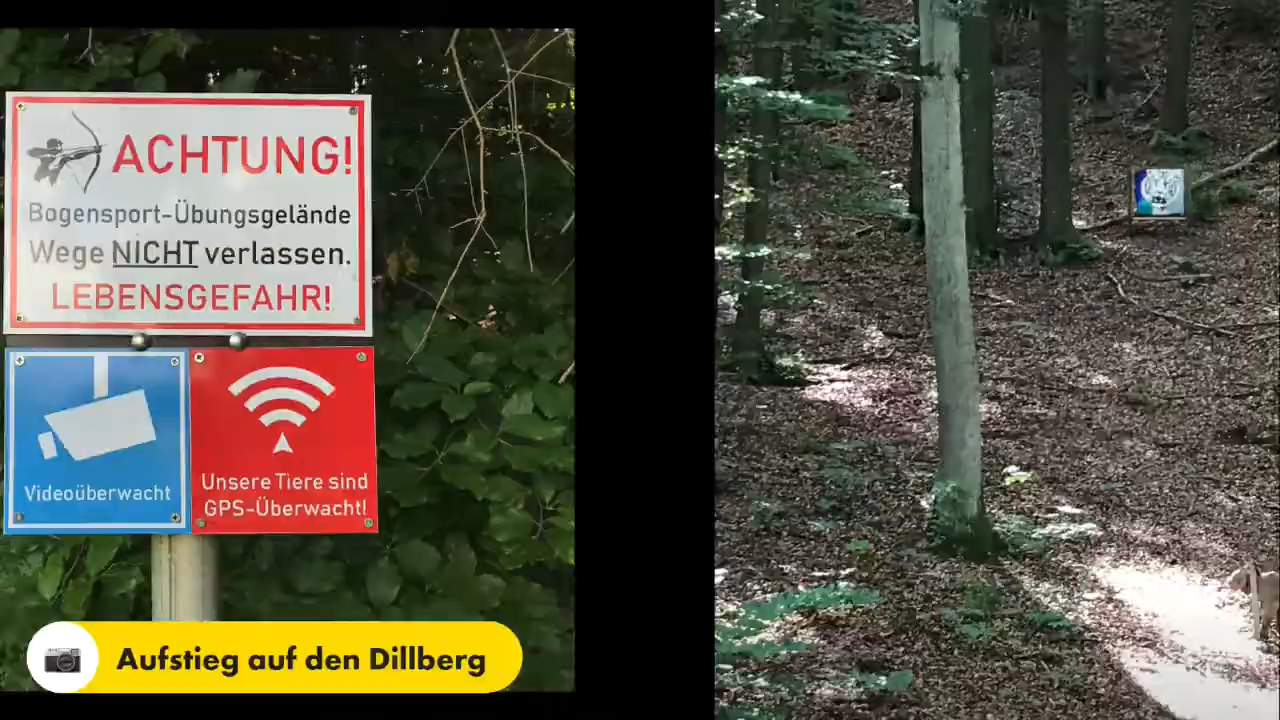 ACHTUNG!
Bogensport-Übungsgelände
Wege NICHT verlassen.
LEBENSGEFAHR!
Videoüberwacht
Unsere Tiere sind
GPS-Überwacht!
Aufstieg auf den Dillberg